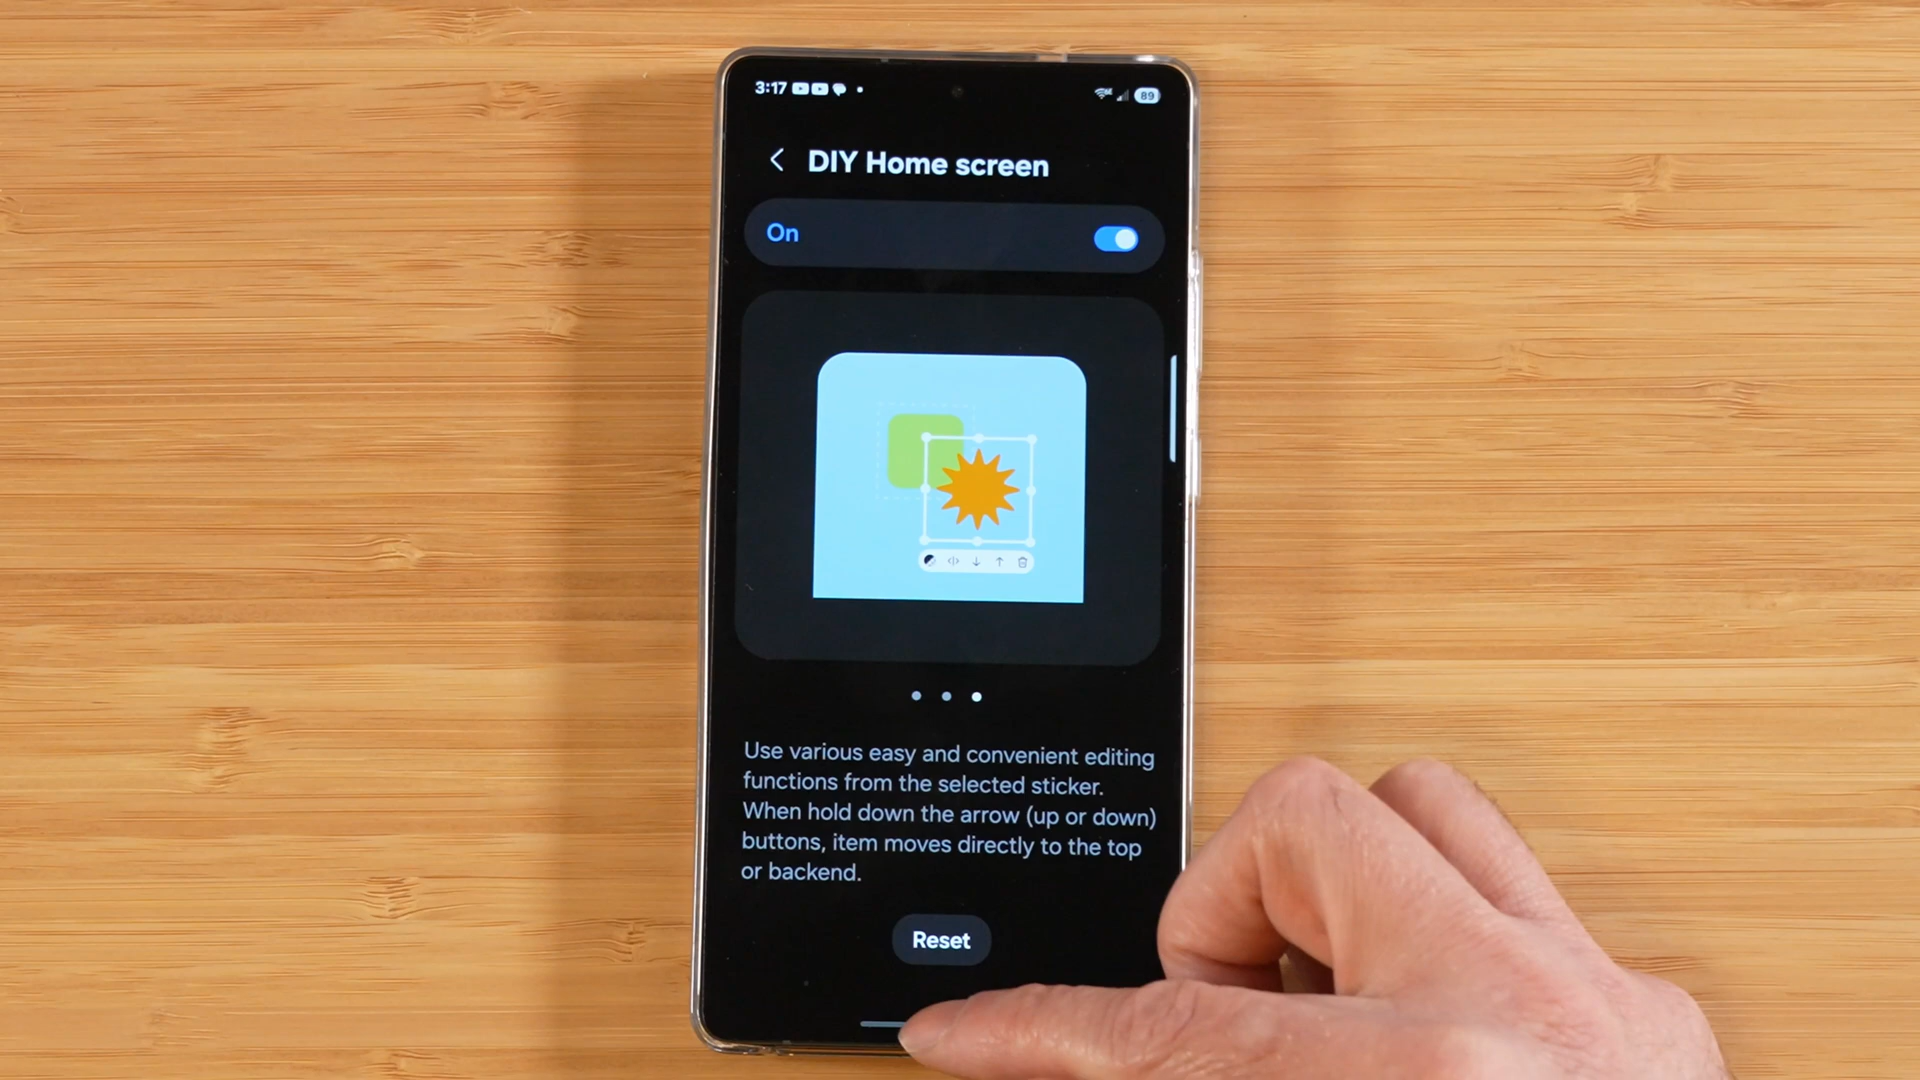 3:17
89
DIY Home screen
On
Use various easy and convenient editing
functions from the selected sticker.
When hold down the arrow (up or down)
buttons, item moves directly to the top
or backend.
Reset